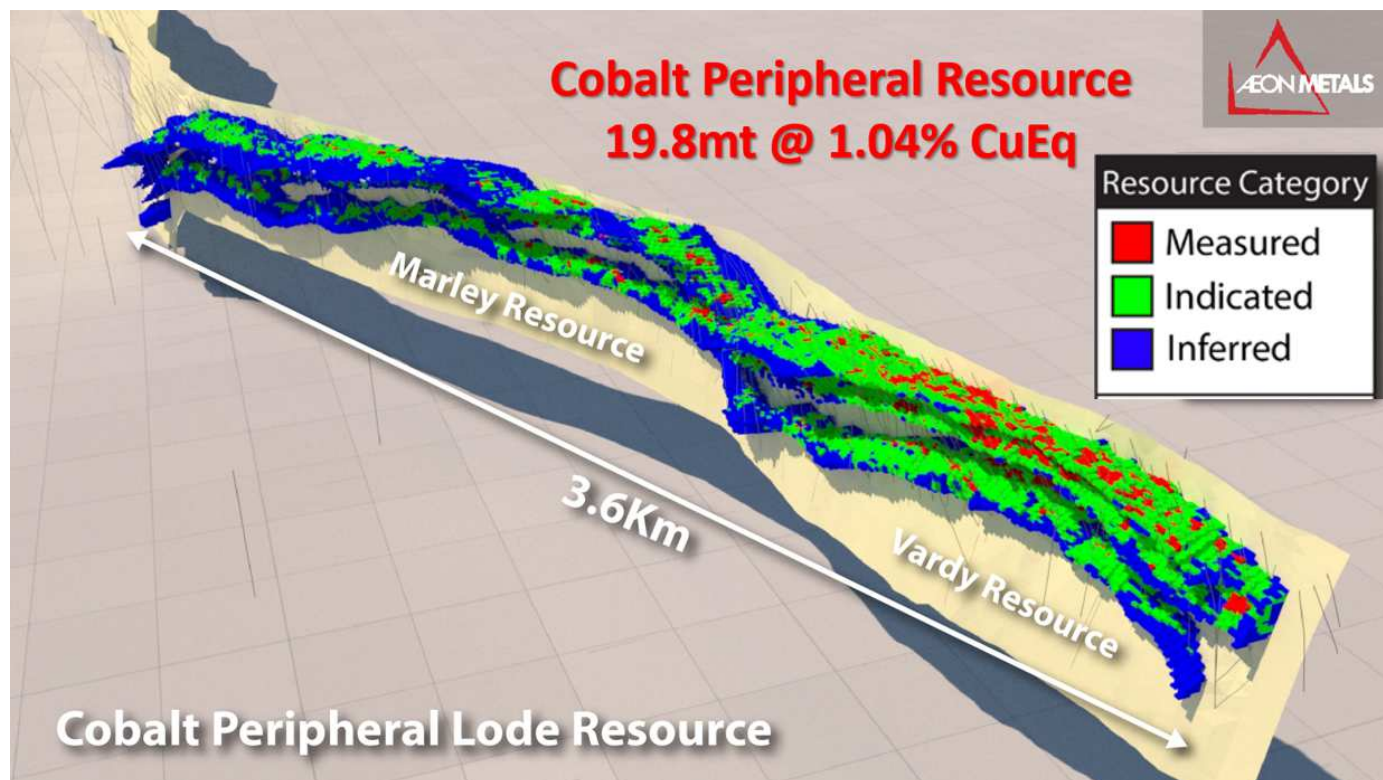 Cobalt Peripheral Resource
19.8mt @ 1.04% CuEq
ÆON METALS
Resource Category
Measured
Indicated
Inferred
Marley Resource
3.6Km
Vardy Resource
Cobalt Peripheral Lode Resource